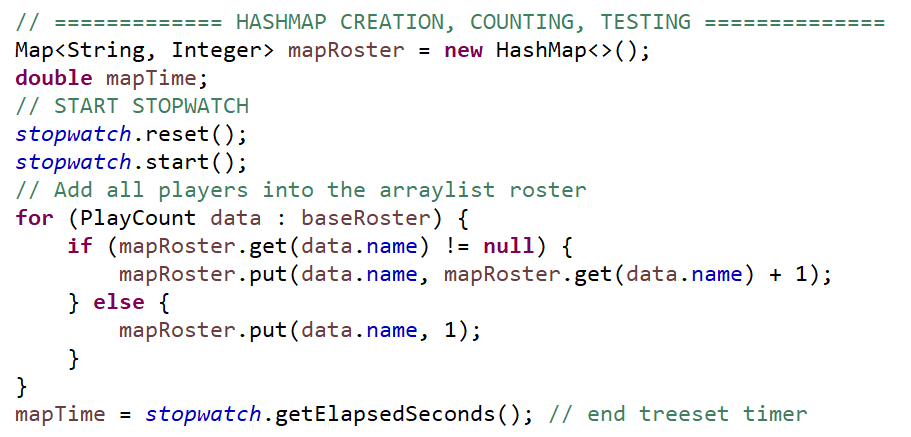 // ============= HASHMAP CREATION, COUNTING, TESTING ==============
Map<String, Integer> mapRoster = new HashMap<>();
double mapTime;
// START STOPWATCH
stopwatch.reset();
stopwatch.start();
// Add all players into the arraylist roster
for (PlayCount data : baseRoster) {
    if (mapRoster.get(data.name) != null) {
        mapRoster.put(data.name, mapRoster.get(data.name) + 1);
    } else {
        mapRoster.put(data.name, 1);
    }
}
mapTime = stopwatch.getElapsedSeconds(); // end treeset timer